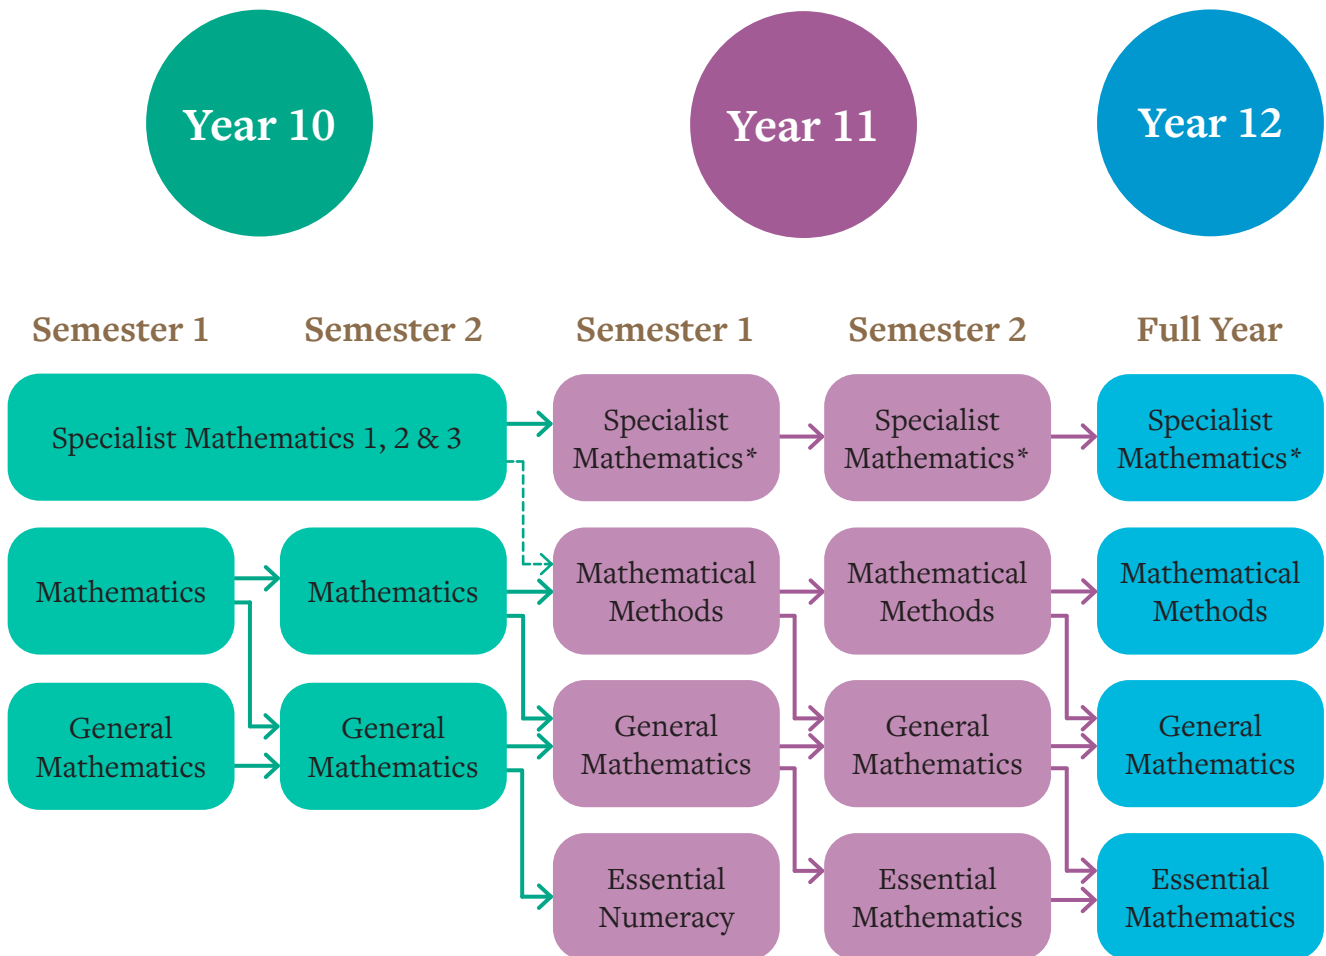 Year 10
Year 11
Year 12
Semester 1
Semester 2
Semester 1
Semester 2
Full Year
Specialist Mathematics 1, 2 & 3
Specialist
Mathematics*
Specialist
Mathematics*
Specialist
Mathematics*
Mathematics
Mathematics
Mathematical
Methods
Mathematical
Methods
Mathematical
Methods
General
Mathematics
General
Mathematics
General
Mathematics
General
Mathematics
General
Mathematics
Essential
Numeracy
Essential
Mathematics
Essential
Mathematics